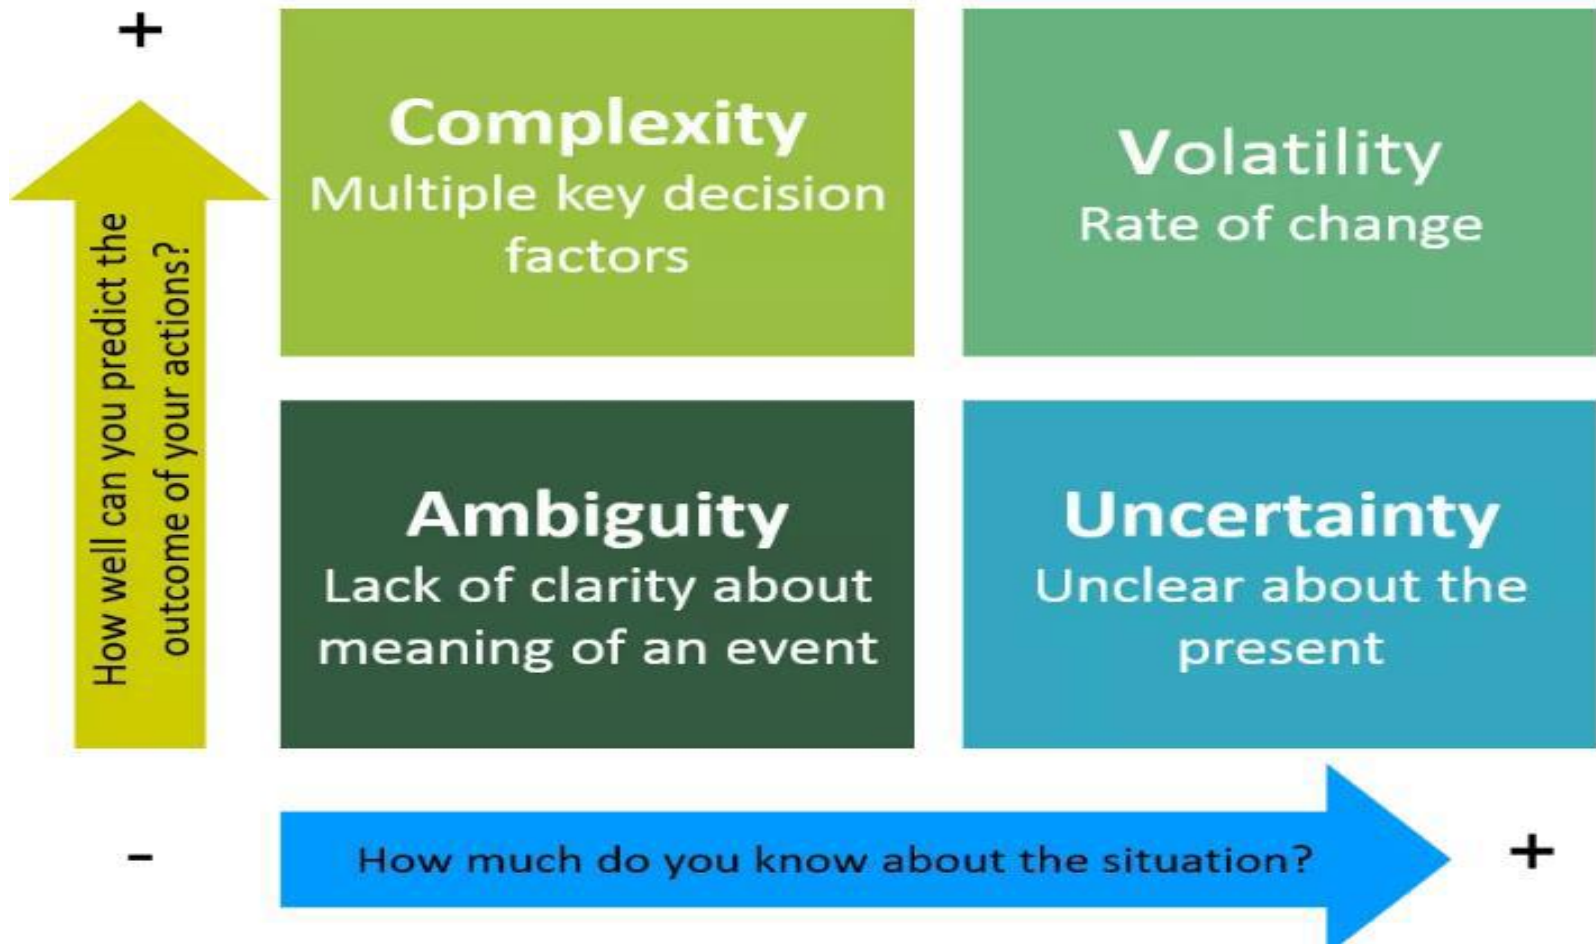 +
Complexity
Multiple key decision
factors
Volatility
Rate of change
How well can you predict the
outcome of your actions?
Ambiguity
Lack of clarity about
meaning of an event
Uncertainty
Unclear about the
present
-
How much do you know about the situation?
+